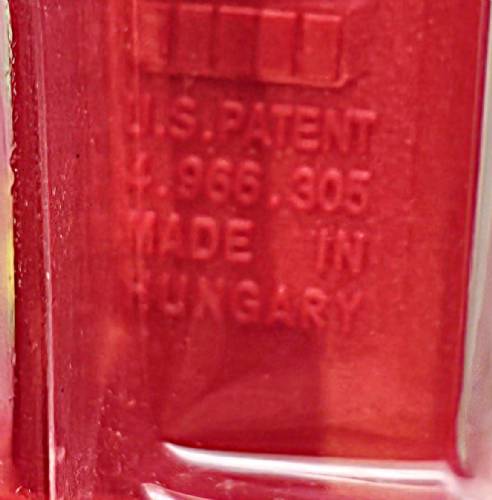 U.S.PATENT
4.966.305
MADE IN
HUNGARY